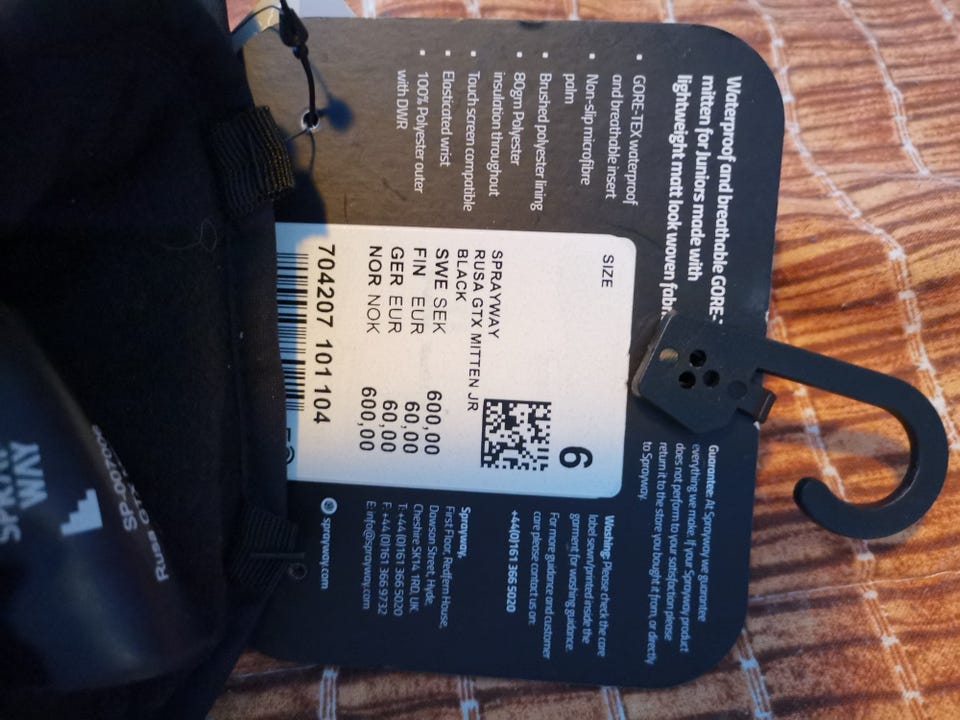 Waterproof and breathable GORE-
mitten for Juniors made with
lightweight matt look woven fabri
• GORE-TEX waterproof
and breathable insert
• Non-slip microfibre
palm
• Brushed polyester lining
• 80gm Polyester
insulation throughout
• Touch screen compatible
• Elasticated wrist
• 100% Polyester outer
with DWR
SIZE
6
SPRAYWAY
RUSA GTX MITTEN JR
BLACK
SWE SEK 600,00
FIN EUR 60,00
GER EUR 60,00
NOR NOK 600,00
704207 101 104
Guarantee: At Sprayway we guarantee
everything we make. If your Sprayway product
does not perform to your satisfaction please
return it to the store you bought it from, or directly
to Sprayway.
Washing: Please check the care
label sewn/printed inside the
garment for washing guidance.
For more guidance and customer
care please contact us on:
+44(0)161 366 5020
Sprayway,
First Floor, Redfern House,
Dawson Street, Hyde,
Cheshire SK14 1RD, UK.
T: +44 (0)161 366 5020
F: +44 (0)161 366 9732
E: info@sprayway.com
sprayway.com
WAY